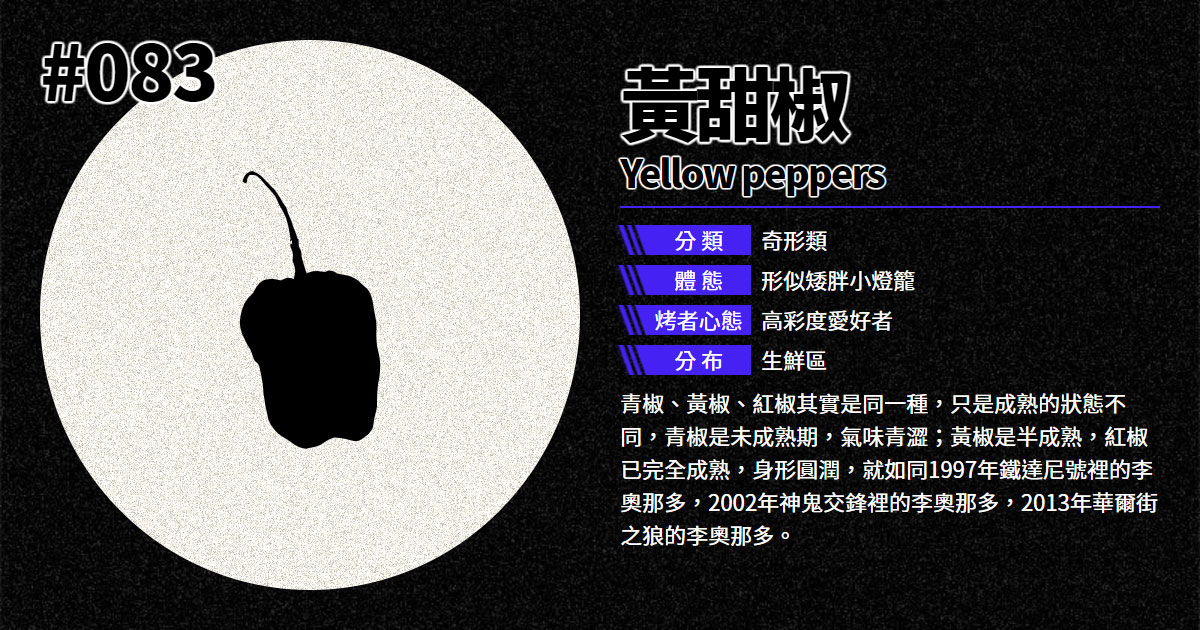 #083
黃甜椒
Yellow peppers
分類 奇形類
體態 形似矮胖小燈籠
烤者心態 高彩度愛好者
分布 生鮮區
青椒、黃椒、紅椒其實是同一種，只是成熟的狀態不
同，青椒是未成熟期，氣味青澀；黃椒是半成熟，紅椒
已完全成熟，身形圓潤，就如同1997年鐵達尼號裡的李
奧那多，2002年神鬼交鋒裡的李奧那多，2013年華爾街
之狼的李奧那多。